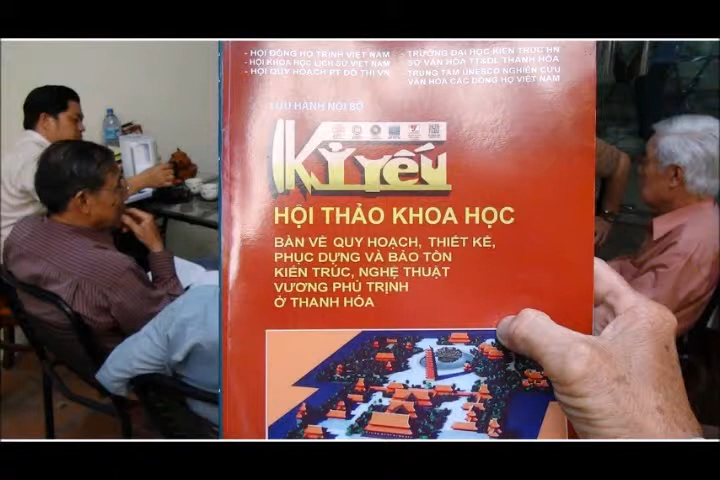 - HỘI ĐỒNG HỌ TRỊNH VIỆT NAM
- HỘI KHOA HỌC LỊCH SỬ VIỆT NAM
- HỘI QUY HOẠCH PT ĐÔ THỊ VN
- TRƯỜNG ĐẠI HỌC KIẾN TRÚC HN
SỞ VĂN HÓA TT&DL THANH HÓA
- TRUNG TÂM UNESCO NGHIÊN CỨU
VĂN HÓA CÁC DÒNG HỌ VIỆT NAM
LƯU HÀNH NỘI BỘ
Kỷ yếu
HỘI THẢO KHOA HỌC
BÀN VỀ QUY HOẠCH, THIẾT KẾ,
PHỤC DỰNG VÀ BẢO TỒN
KIẾN TRÚC, NGHỆ THUẬT
VƯƠNG PHỦ TRỊNH
Ở THANH HÓA